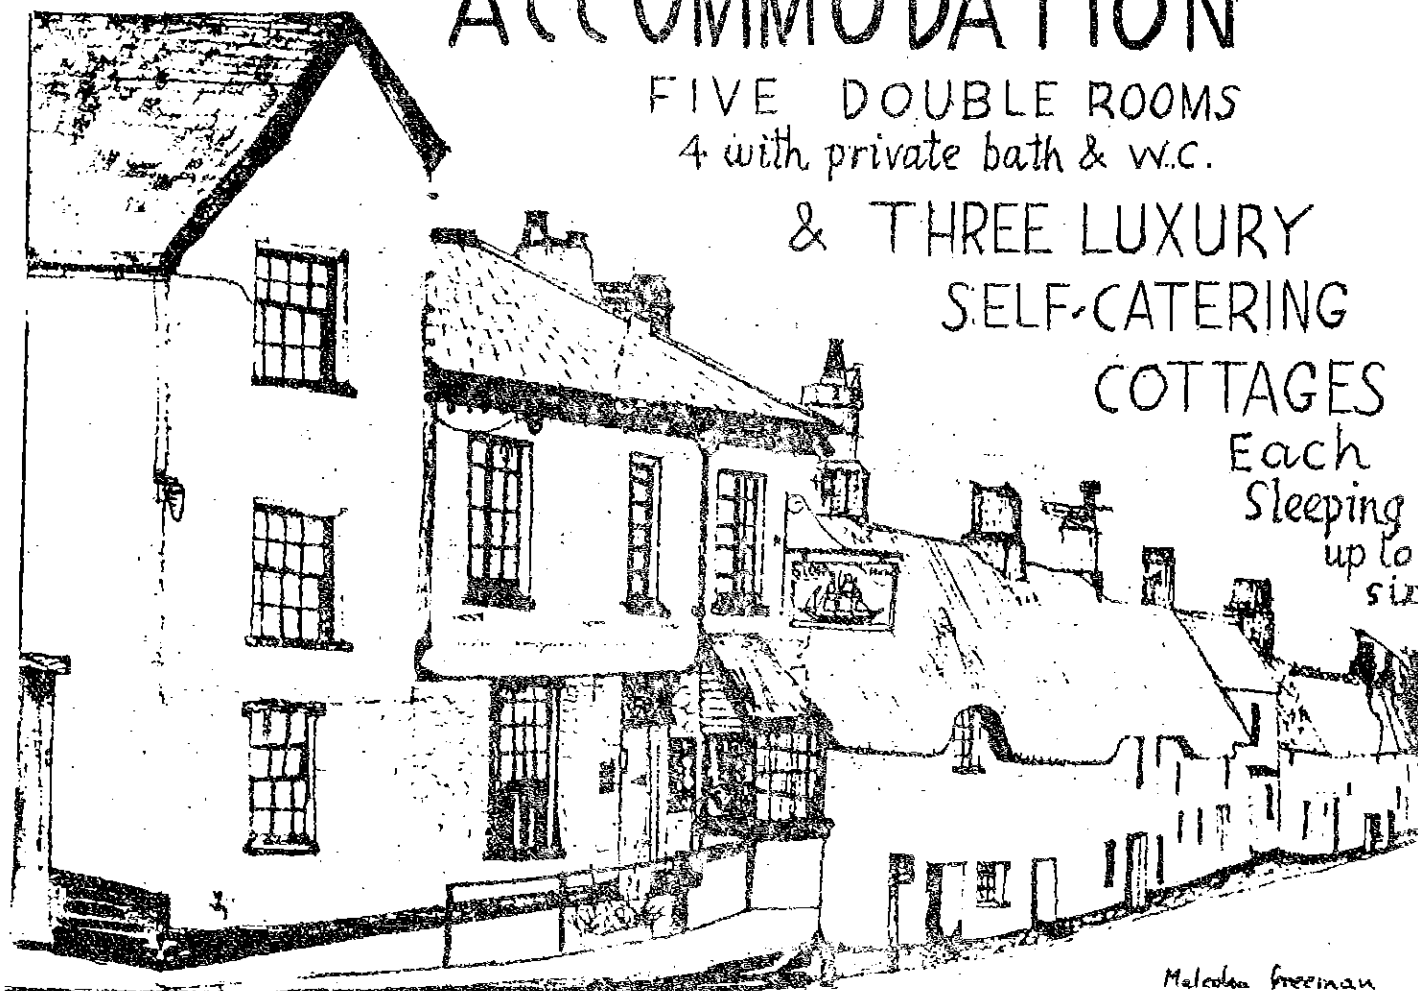 ACCOMMODATION
FIVE DOUBLE ROOMS
4 with private bath & W.C.
& THREE LUXURY
SELF-CATERING
COTTAGES
Each
Sleeping
up to
Malcolm Freeman